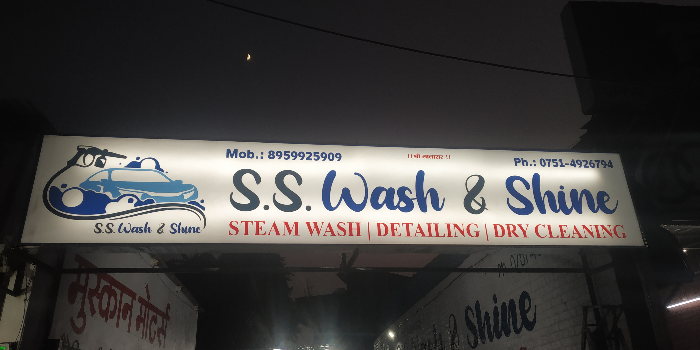 Mob.: 8959925909
Ph.: 0751-4926794
S.S. Wash & Shine
S.S. Wash & Shine
STEAM WASH | DETAILING | DRY CLEANING
मुस्कान मोटर्स
& Shine